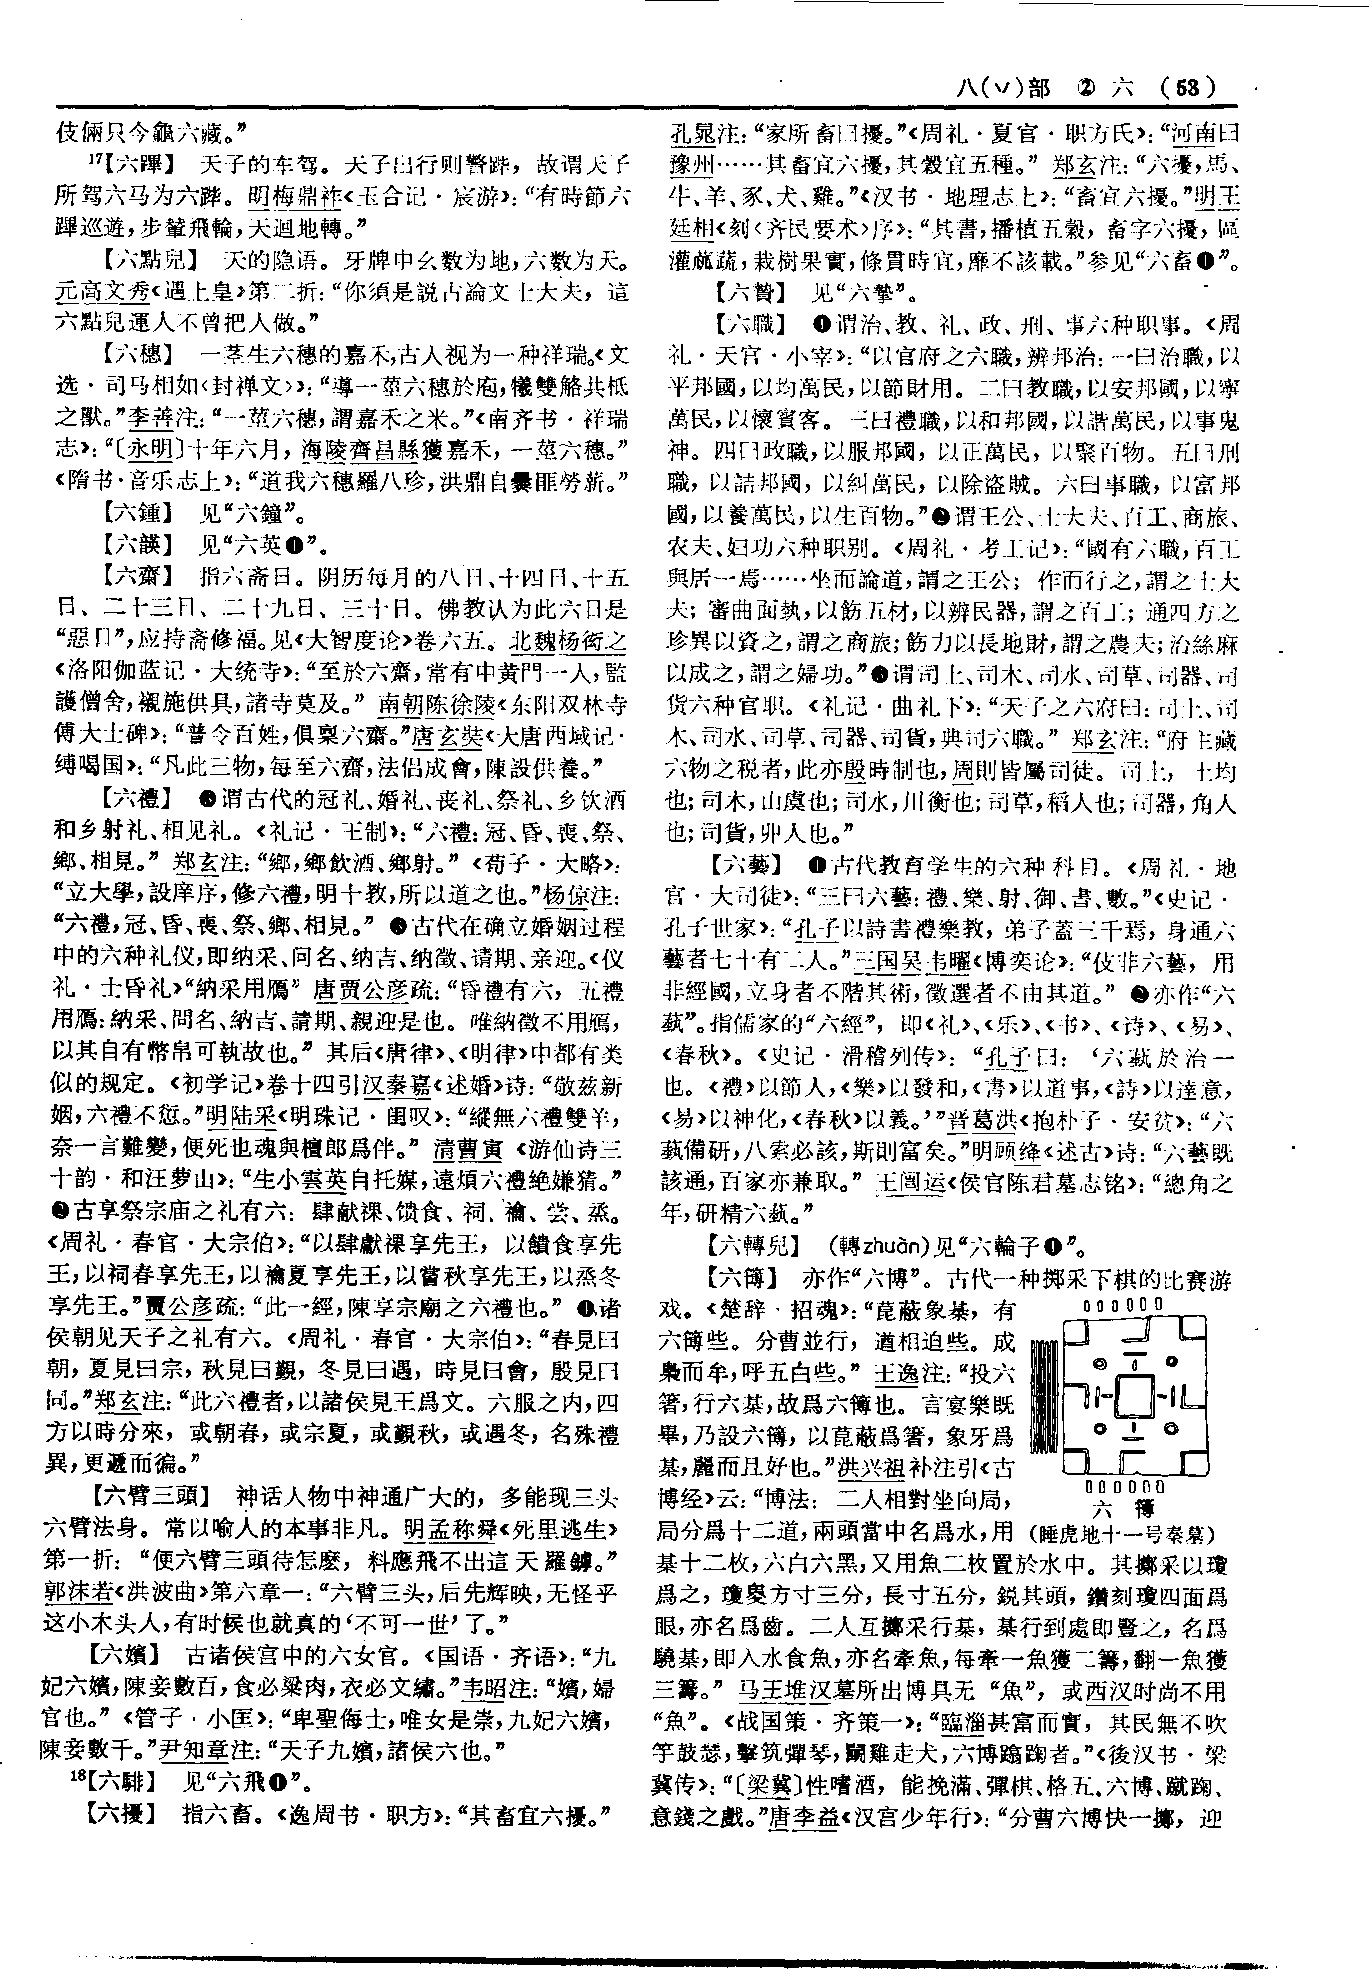 八(丷)部 ② 六 (53)
伎倆只今龜六藏。”
17【六蹕】 天子的车驾。天子出行则警跸，故谓天子
所驾六马为六跸。明梅鼎祚《玉合记·宸游》：“有時節六
蹕巡遊，步輦飛輪，天迴地轉。”
【六點兒】 天的隐语。牙牌中幺数为地，六数为天。
元高文秀《遇上皇》第二折：“你須是説古論文士大夫，這
六點兒運人不曾把人做。”
【六穗】 一茎生六穗的嘉禾，古人视为一种祥瑞。《文
选·司马相如〈封禅文〉》：“導一莖六穗於庖，犧雙觡共柢
之獸。”李善注：“一莖六穗，謂嘉禾之米。”《南齐书·祥瑞
志》：“〔永明〕十年六月，海陵齊昌縣獲嘉禾，一莖六穗。”
《隋书·音乐志上》：“道我六穗羅八珍，洪鼎自爨匪勞薪。”
【六鍾】 见“六鐘”。
【六韺】 见“六英❶”。
【六齋】 指六斋日。阴历每月的八日、十四日、十五
日、二十三日、二十九日、三十日。佛教认为此六日是
“惡日”，应持斋修福。见《大智度论》卷六五。北魏杨衒之
《洛阳伽蓝记·大统寺》：“至於六齋，常有中黄門一人，監
護僧舍，襯施供具，諸寺莫及。” 南朝陈徐陵《东阳双林寺
傅大士碑》：“普令百姓，俱稟六齋。”唐玄奘《大唐西域记·
缚喝国》：“凡此三物，每至六齋，法侣成會，陳設供養。”
【六禮】 ❶谓古代的冠礼、婚礼、丧礼、祭礼、乡饮酒
和乡射礼、相见礼。《礼记·王制》：“六禮：冠、昏、喪、祭、
鄉、相見。” 郑玄注：“鄉，鄉飲酒、鄉射。”《荀子·大略》：
“立大學，設庠序，修六禮，明十教，所以道之也。”杨倞注：
“六禮，冠、昏、喪、祭、鄉、相見。” ❷古代在确立婚姻过程
中的六种礼仪，即纳采、问名、纳吉、纳徵、请期、亲迎。《仪
礼·士昏礼》“納采用鴈” 唐贾公彦疏：“昏禮有六，五禮
用鴈：納采、問名、納吉、請期、親迎是也。唯納徵不用鴈，
以其自有幣帛可執故也。” 其后《唐律》、《明律》中都有类
似的规定。《初学记》卷十四引汉秦嘉《述婚》诗：“敬兹新
姻，六禮不愆。”明陆采《明珠记·闺叹》：“縱無六禮雙羊，
奈一言難變，便死也魂與檀郎爲伴。” 清曹寅《游仙诗三
十韵·和汪萝山》：“生小雲英自托媒，遠煩六禮絶嫌猜。”
❸古享祭宗庙之礼有六：肆献祼、馈食、祠、禴、尝、烝。
《周礼·春官·大宗伯》：“以肆獻祼享先王，以饋食享先
王，以祠春享先王，以禴夏享先王，以嘗秋享先王，以烝冬
享先王。”贾公彦疏：“此一經，陳享宗廟之六禮也。” ❹诸
侯朝见天子之礼有六。《周礼·春官·大宗伯》：“春見曰
朝，夏見曰宗，秋見曰覲，冬見曰遇，時見曰會，殷見曰
同。”郑玄注：“此六禮者，以諸侯見王爲文。六服之内，四
方以時分來，或朝春，或宗夏，或覲秋，或遇冬，名殊禮
異，更遞而徧。”
【六臂三頭】 神话人物中神通广大的，多能现三头
六臂法身。常以喻人的本事非凡。明孟称舜《死里逃生》
第一折：“便六臂三頭待怎麽，料應飛不出這天羅罅。”
郭沫若《洪波曲》第六章一：“六臂三头，后先辉映，无怪乎
这小木头人，有时候也就真的‘不可一世’了。”
【六嬪】 古诸侯宫中的六女官。《国语·齐语》：“九
妃六嬪，陳妾數百，食必粱肉，衣必文繡。”韦昭注：“嬪，婦
官也。”《管子·小匡》：“卑聖侮士，唯女是崇，九妃六嬪，
陳妾數千。”尹知章注：“天子九嬪，諸侯六也。”
18【六騑】 见“六飛❶”。
【六擾】 指六畜。《逸周书·职方》：“其畜宜六擾。”
孔晁注：“家所畜曰擾。”《周礼·夏官·职方氏》：“河南曰
豫州……其畜宜六擾，其穀宜五種。” 郑玄注：“六擾，馬、
牛、羊、豕、犬、雞。”《汉书·地理志上》：“畜宜六擾。”明王
廷相《刻〈齐民要术〉序》：“其書，播植五穀，畜字六擾，區
灌蓏蔬，栽樹果實，條貫時宜，靡不該載。”参见“六畜❶”。
【六贄】 见“六摯”。
【六職】 ❶谓治、教、礼、政、刑、事六种职事。《周
礼·天官·小宰》：“以官府之六職，辨邦治：一曰治職，以
平邦國，以均萬民，以節財用。二曰教職，以安邦國，以寧
萬民，以懷賓客。三曰禮職，以和邦國，以諧萬民，以事鬼
神。四曰政職，以服邦國，以正萬民，以聚百物。五曰刑
職，以詰邦國，以糾萬民，以除盜賊。六曰事職，以富邦
國，以養萬民，以生百物。”❷谓王公、士大夫、百工、商旅、
农夫、妇功六种职别。《周礼·考工记》：“國有六職，百工
與居一焉……坐而論道，謂之王公；作而行之，謂之士大
夫；審曲面埶，以飭五材，以辨民器，謂之百工；通四方之
珍異以資之，謂之商旅；飭力以長地財，謂之農夫；治絲麻
以成之，謂之婦功。”❸谓司土、司木、司水、司草、司器、司
货六种官职。《礼记·曲礼下》：“天子之六府曰：司土、司
木、司水、司草、司器、司貨，典司六職。” 郑玄注：“府主藏
六物之税者，此亦殷時制也，周則皆屬司徒。司土，土均
也；司木，山虞也；司水，川衡也；司草，稻人也；司器，角人
也；司貨，丱人也。”
【六藝】 ❶古代教育学生的六种科目。《周礼·地
官·大司徒》：“三曰六藝：禮、樂、射、御、書、數。”《史记·
孔子世家》：“孔子以詩書禮樂教，弟子蓋三千焉，身通六
藝者七十有二人。”三国吴韦曜《博奕论》：“伎非六藝，用
非經國，立身者不階其術，徵選者不由其道。” ❷亦作“六
蓺”。指儒家的“六經”，即《礼》、《乐》、《书》、《诗》、《易》、
《春秋》。《史记·滑稽列传》：“孔子曰：‘六蓺於治一
也。《禮》以節人，《樂》以發和，《書》以道事，《詩》以達意，
《易》以神化，《春秋》以義。’”晋葛洪《抱朴子·安贫》：“六
蓺備研，八索必該，斯則富矣。”明顾绛《述古》诗：“六藝既
該通，百家亦兼取。” 王闿运《侯官陈君墓志铭》：“總角之
年，研精六蓺。”
【六轉兒】 (轉zhuàn)见“六輪子❶”。
【六簙】 亦作“六博”。古代一种掷采下棋的比赛游
戏。《楚辞·招魂》：“菎蔽象棊，有
六簙些。分曹並行，遒相迫些。成
梟而牟，呼五白些。” 王逸注：“投六
箸，行六棊，故爲六簙也。言宴樂既
畢，乃設六簙，以菎蔽爲箸，象牙爲
棊，麗而且好也。”洪兴祖补注引《古
博经》云：“博法：二人相對坐向局，
局分爲十二道，兩頭當中名爲水，用
棊十二枚，六白六黑，又用魚二枚置於水中。其擲采以瓊
爲之，瓊畟方寸三分，長寸五分，鋭其頭，鑽刻瓊四面爲
眼，亦名爲齒。二人互擲采行棊，棊行到處即豎之，名爲
驍棊，即入水食魚，亦名牽魚，每牽一魚獲二籌，翻一魚獲
三籌。” 马王堆汉墓所出博具无“魚”，或西汉时尚不用
“魚”。《战国策·齐策一》：“臨淄甚富而實，其民無不吹
竽鼓瑟，擊筑彈琴，鬭雞走犬，六博蹹踘者。”《後汉书·梁
冀传》：“〔梁冀〕性嗜酒，能挽滿、彈棋、格五、六博、蹴踘、
意錢之戲。”唐李益《汉宫少年行》：“分曹六博快一擲，迎
六 簙
(睡虎地十一号秦墓)